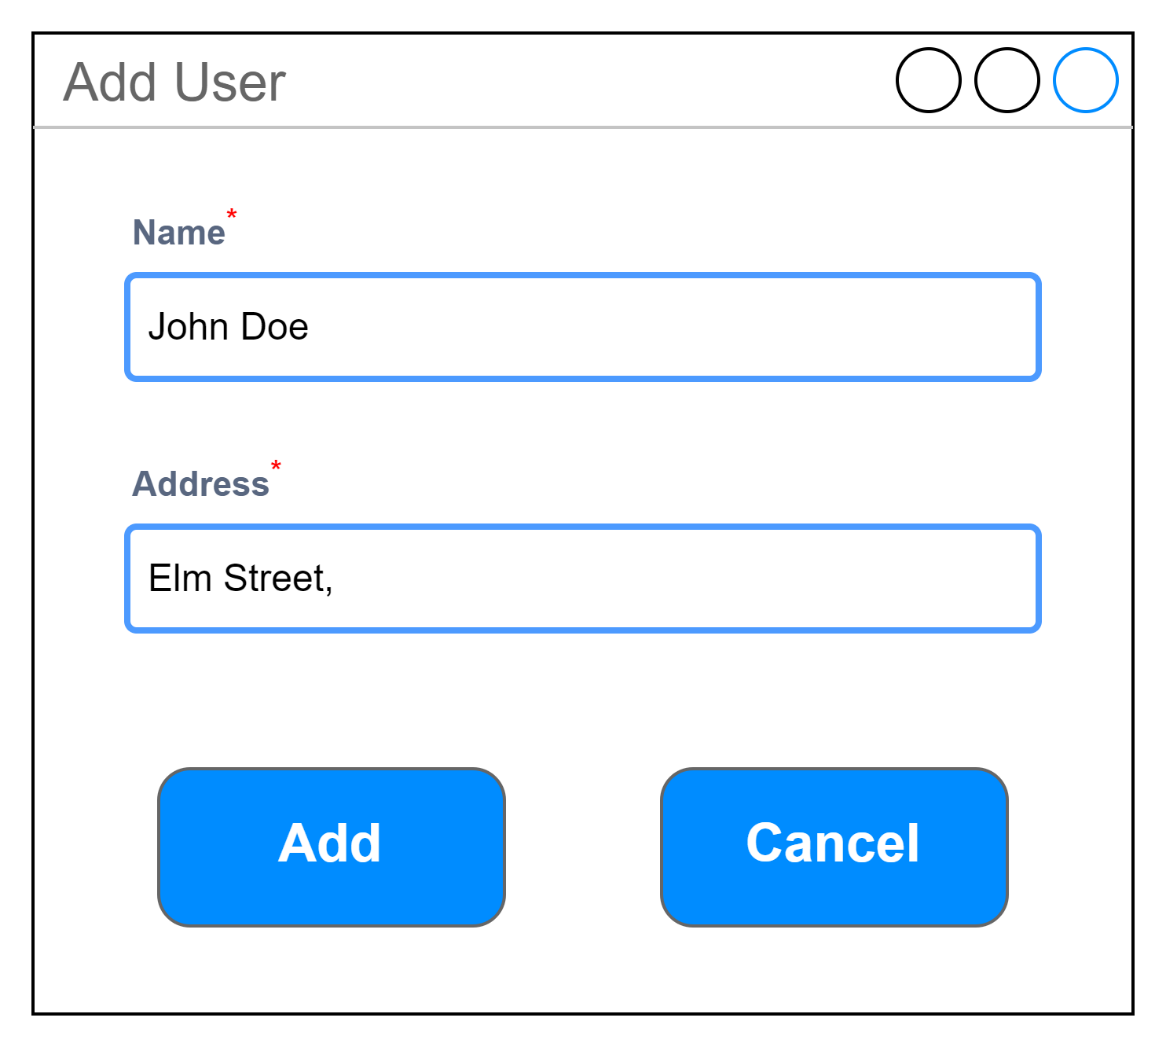 Add User
Name*
John Doe
Address*
Elm Street,
Add
Cancel